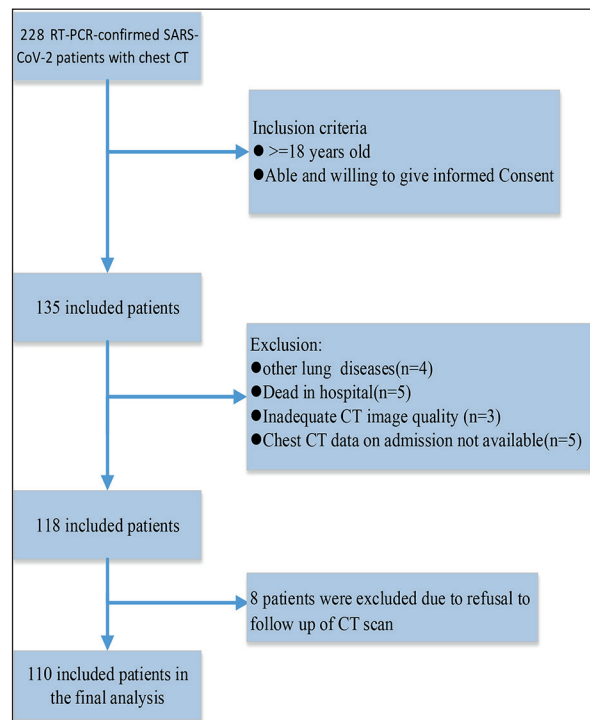 228 RT-PCR-confirmed SARS-
CoV-2 patients with chest CT
Inclusion criteria
●>=18 years old
●Able and willing to give informed Consent
135 included patients
Exclusion:
●other lung diseases(n=4)
●Dead in hospital(n=5)
●Inadequate CT image quality (n=3)
●Chest CT data on admission not available(n=5)
118 included patients
8 patients were excluded due to refusal to
follow up of CT scan
110 included patients in
the final analysis